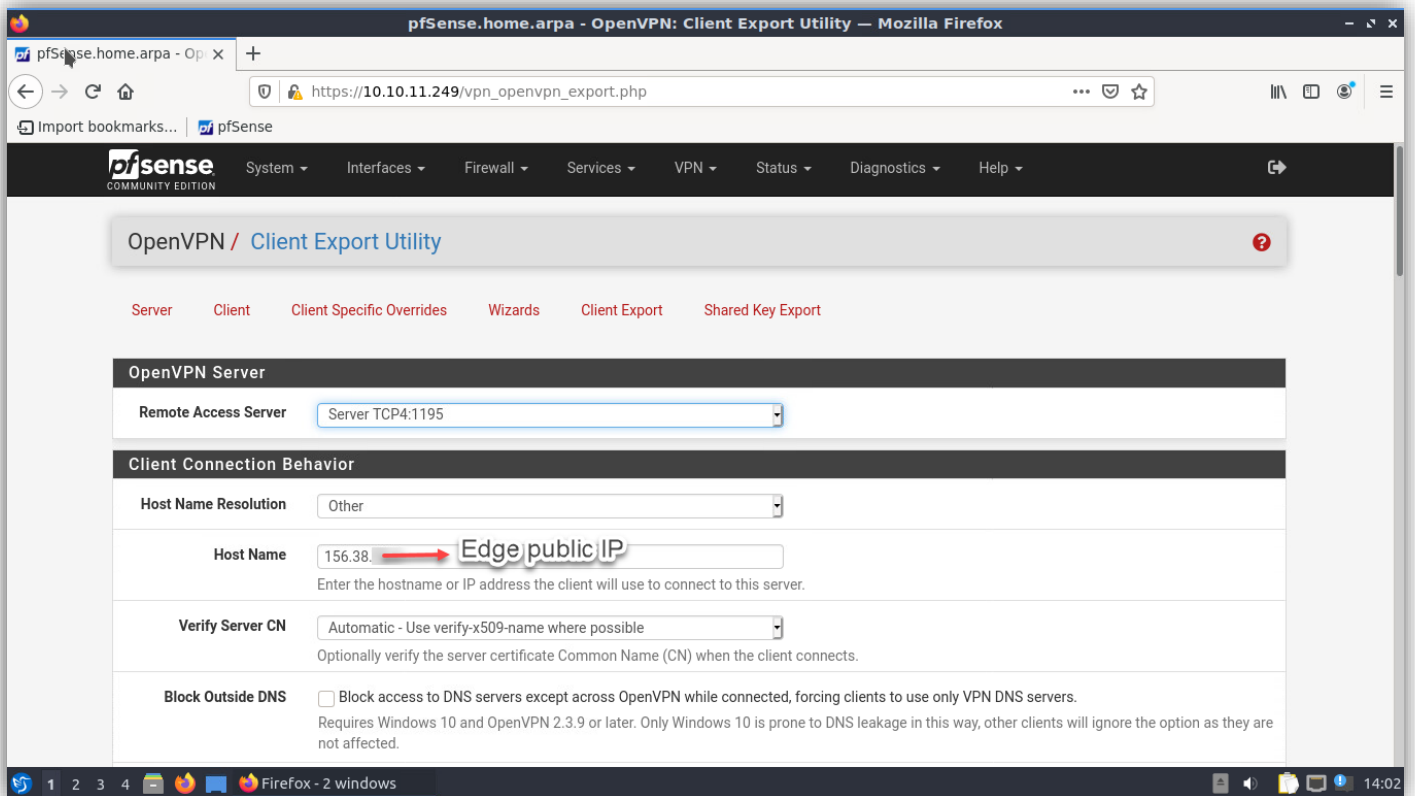 pfSense.home.arpa - OpenVPN: Client Export Utility — Mozilla Firefox
pfSense.home.arpa - Op
https://10.10.11.249/vpn_openvpn_export.php
Import bookmarks... pfSense
pfsense COMMUNITY EDITION
System Interfaces Firewall Services VPN Status Diagnostics Help
OpenVPN / Client Export Utility
Server Client Client Specific Overrides Wizards Client Export Shared Key Export
OpenVPN Server
Remote Access Server Server TCP4:1195
Client Connection Behavior
Host Name Resolution Other
Host Name 156.38. Edge public IP
Enter the hostname or IP address the client will use to connect to this server.
Verify Server CN Automatic - Use verify-x509-name where possible
Optionally verify the server certificate Common Name (CN) when the client connects.
Block Outside DNS Block access to DNS servers except across OpenVPN while connected, forcing clients to use only VPN DNS servers.
Requires Windows 10 and OpenVPN 2.3.9 or later. Only Windows 10 is prone to DNS leakage in this way, other clients will ignore the option as they are
not affected.
1 2 3 4 Firefox - 2 windows 14:02